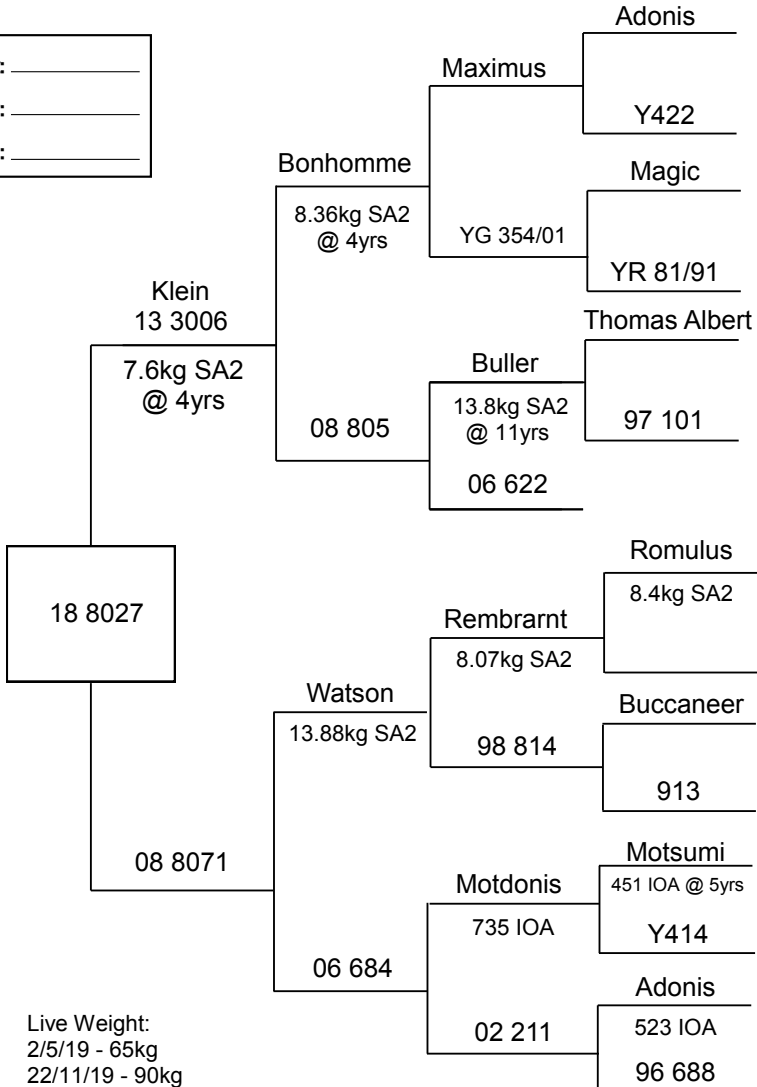 :
:
:
Adonis
Maximus
Y422
Bonhomme
Magic
8.36kg SA2
@ 4yrs
YG 354/01
YR 81/91
Klein
13 3006
Thomas Albert
7.6kg SA2
@ 4yrs
Buller
13.8kg SA2
@ 11yrs
08 805
97 101
06 622
18 8027
Romulus
8.4kg SA2
Rembrarnt
8.07kg SA2
Watson
13.88kg SA2
Buccaneer
98 814
913
08 8071
Motsumi
451 IOA @ 5yrs
Motdonis
735 IOA
Y414
06 684
Adonis
523 IOA
02 211
96 688
Live Weight:
2/5/19 - 65kg
22/11/19 - 90kg